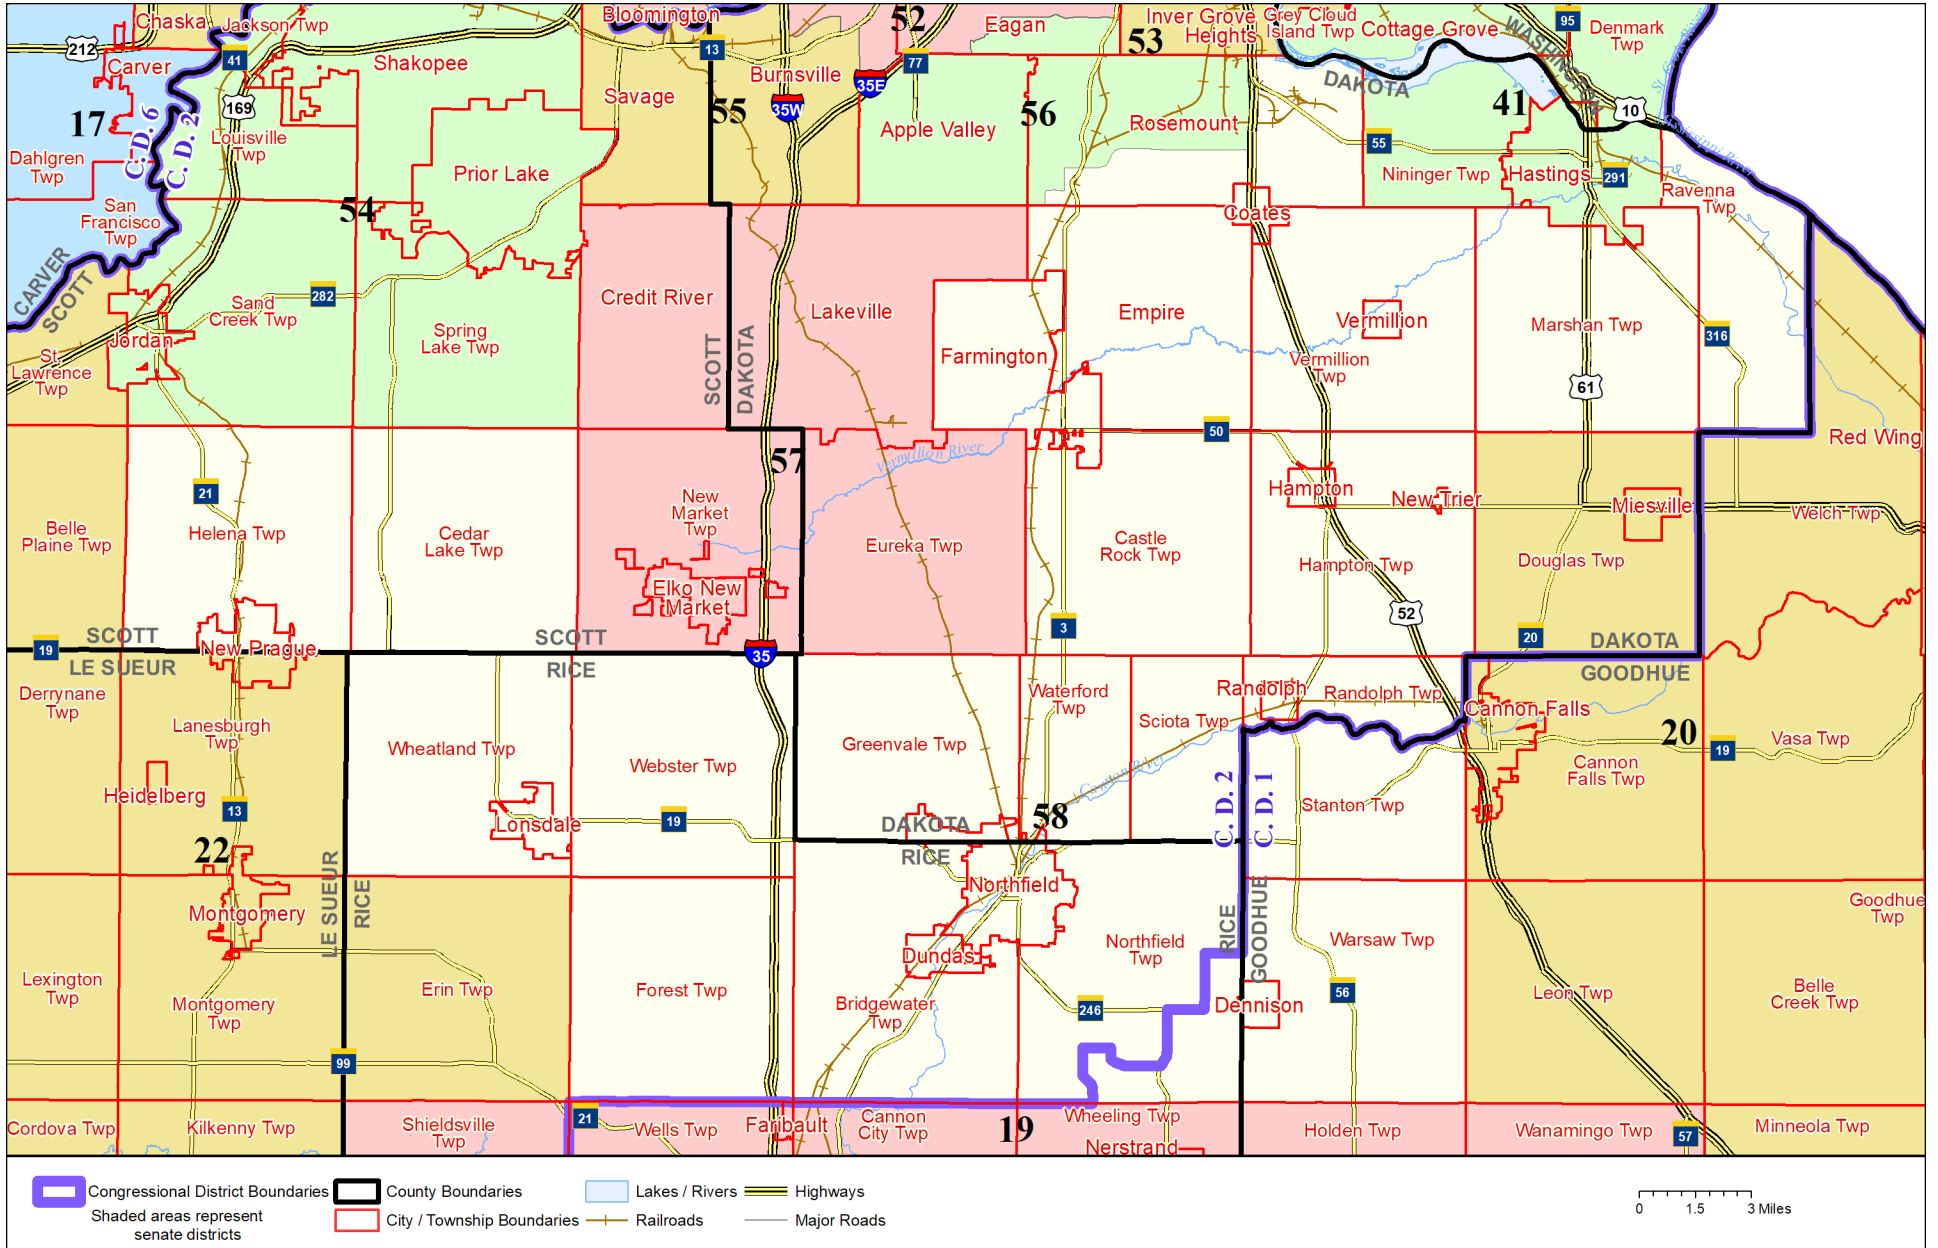 Chaska
Jackson Twp
Bloomington
52
Eagan
53
Inver Grove
Heights
Grey Cloud
Island Twp
Cottage Grove
WASHINGTON
95
Denmark
Twp
212
Carver
41
Shakopee
13
77
Burnsville
35E
DAKOTA
41
10
17
169
Savage
55
35W
Apple Valley
56
Rosemount
55
Louisville
Twp
C. D. 6
C. D. 2
Dahlgren
Twp
Prior Lake
Nininger Twp
Hastings
291
Mississippi River
Ravenna
Twp
San
Francisco
Twp
54
Coates
CARVER
SCOTT
282
Sand
Creek Twp
Credit River
Lakeville
Empire
Vermillion
Marshan Twp
316
Jordan
Spring
Lake Twp
SCOTT
DAKOTA
Farmington
Vermillion
Twp
St.
Lawrence
Twp
61
50
Red Wing
57
Vermillion River
21
New
Market
Twp
Hampton
New Trier
Miesville
Welch Twp
Belle
Plaine Twp
Helena Twp
Cedar
Lake Twp
Eureka Twp
Castle
Rock Twp
Hampton Twp
Douglas Twp
Elko New
Market
52
3
20
19
SCOTT
LE SUEUR
New Prague
SCOTT
RICE
35
DAKOTA
GOODHUE
Derrynane
Twp
Lanesburgh
Twp
Wheatland Twp
Webster Twp
Greenvale Twp
Waterford
Twp
Sciota Twp
Randolph
Randolph Twp
Cannon Falls
20
19
Vasa Twp
Cannon
Falls Twp
Cannon River
C. D. 2
C. D. 1
Stanton Twp
Heidelberg
13
Lonsdale
19
DAKOTA
RICE
58
22
LE SUEUR
RICE
Northfield
Montgomery
RICE
GOODHUE
Goodhue
Twp
Northfield
Twp
Warsaw Twp
Dundas
Lexington
Twp
Montgomery
Twp
Erin Twp
Forest Twp
Bridgewater
Twp
246
Dennison
56
Leon Twp
Belle
Creek Twp
99
Cordova Twp
Kilkenny Twp
Shieldsville
Twp
21
Wells Twp
Faribault
Cannon
City Twp
19
Wheeling Twp
Nerstrand
Holden Twp
Wanamingo Twp
57
Minneola Twp
Congressional District Boundaries
County Boundaries
Lakes / Rivers
Highways
Shaded areas represent
senate districts
City / Township Boundaries
Railroads
Major Roads
0 1.5 3 Miles